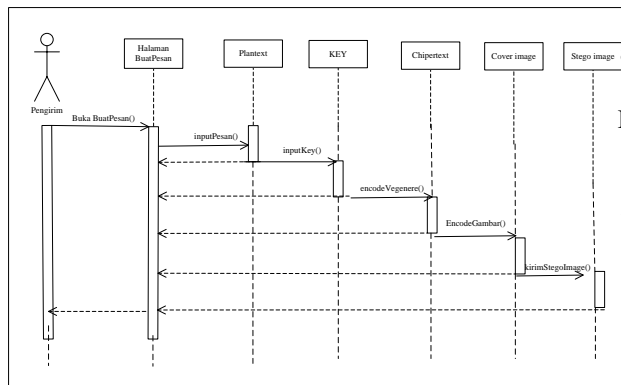 Halaman
BuatPesan
Plantext
KEY
Chipertext
Cover image
Stego image
Pengirim
Buka BuatPesan()
inputPesan()
inputKey()
encodeVegenere()
EncodeGambar()
kirimStegoImage()